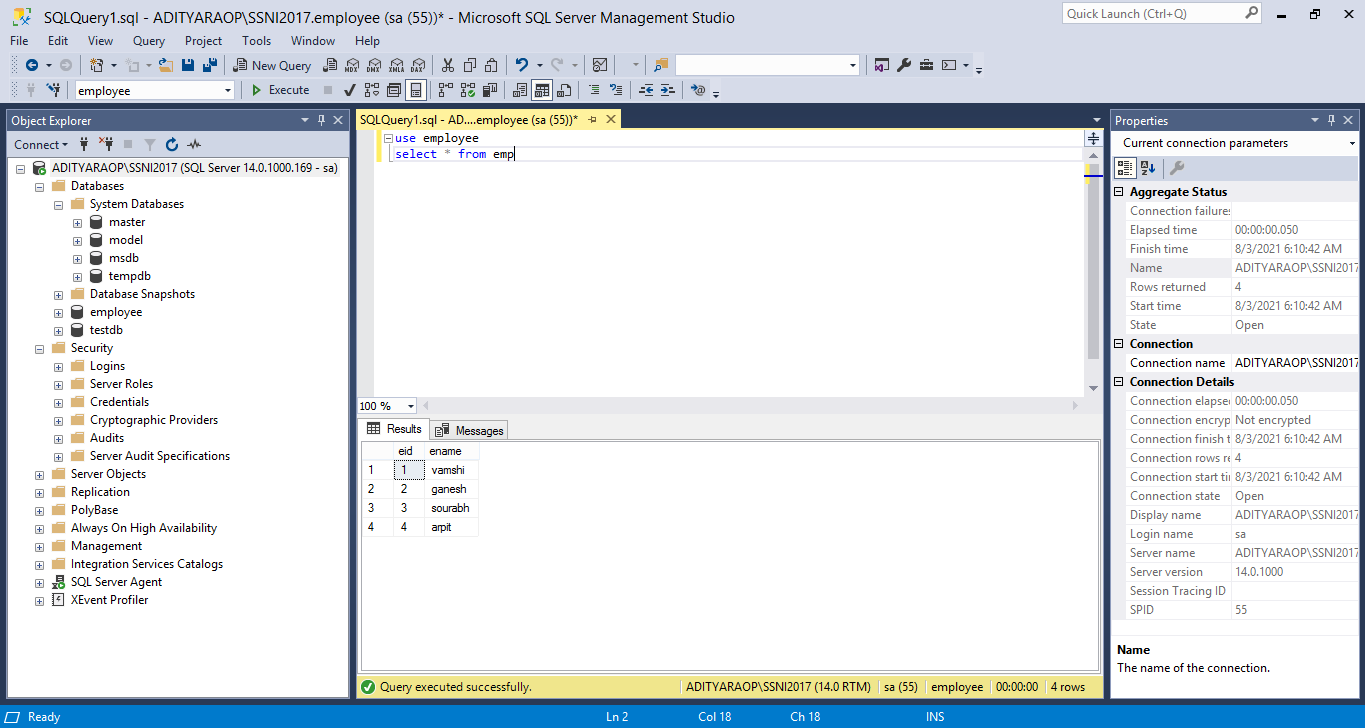 SQLQuery1.sql - ADITYARAOP\SSNI2017.employee (sa (55))* - Microsoft SQL Server Management Studio
Quick Launch (Ctrl+Q)
File Edit View Query Project Tools Window Help
New Query MDX DMX XMLA DAX
employee Execute
Object Explorer
Connect
ADITYARAOP\SSNI2017 (SQL Server 14.0.1000.169 - sa)
Databases
System Databases
master
model
msdb
tempdb
Database Snapshots
employee
testdb
Security
Logins
Server Roles
Credentials
Cryptographic Providers
Audits
Server Audit Specifications
Server Objects
Replication
PolyBase
Always On High Availability
Management
Integration Services Catalogs
SQL Server Agent
XEvent Profiler
SQLQuery1.sql - AD....employee (sa (55))*
use employee
select * from emp
100 %
Results Messages
eid ename
1 1 vamshi
2 2 ganesh
3 3 sourabh
4 4 arpit
Query executed successfully. ADITYARAOP\SSNI2017 (14.0 RTM) sa (55) employee 00:00:00 4 rows
Properties
Current connection parameters
Aggregate Status
Connection failures
Elapsed time 00:00:00.050
Finish time 8/3/2021 6:10:42 AM
Name ADITYARAOP\SSNI2017
Rows returned 4
Start time 8/3/2021 6:10:42 AM
State Open
Connection
Connection name ADITYARAOP\SSNI2017
Connection Details
Connection elapse 00:00:00.050
Connection encryp Not encrypted
Connection finish t 8/3/2021 6:10:42 AM
Connection rows re 4
Connection start ti 8/3/2021 6:10:42 AM
Connection state Open
Display name ADITYARAOP\SSNI2017
Login name sa
Server name ADITYARAOP\SSNI2017
Server version 14.0.1000
Session Tracing ID
SPID 55
Name
The name of the connection.
Ready Ln 2 Col 18 Ch 18 INS